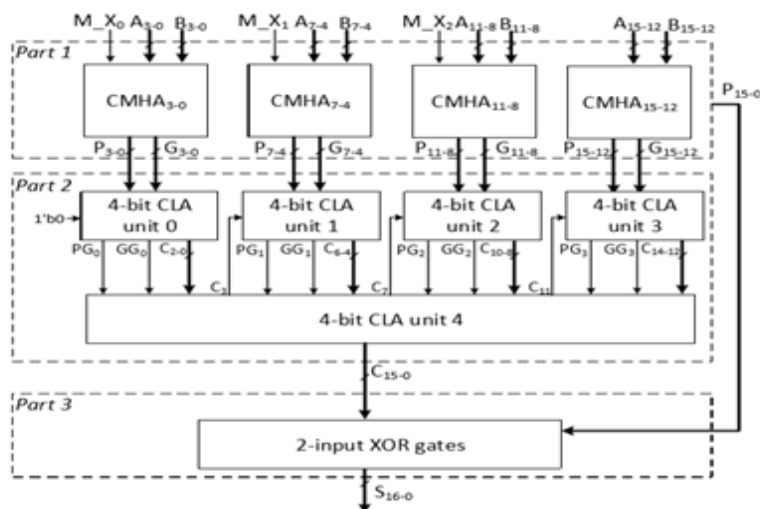 M_X₀ A₃₋₀ B₃₋₀ M_X₁ A₇₋₄ B₇₋₄ M_X₂ A₁₁₋₈ B₁₁₋₈ A₁₅₋₁₂ B₁₅₋₁₂
Part 1
CMHA₃₋₀ CMHA₇₋₄ CMHA₁₁₋₈ CMHA₁₅₋₁₂ P₁₅₋₀
P₃₋₀ G₃₋₀ P₇₋₄ G₇₋₄ P₁₁₋₈ G₁₁₋₈ P₁₅₋₁₂ G₁₅₋₁₂
Part 2
1'b0 4-bit CLA 4-bit CLA 4-bit CLA 4-bit CLA
unit 0 unit 1 unit 2 unit 3
PG₀ GG₀ C₂₋₀ PG₁ GG₁ C₆₋₄ PG₂ GG₂ C₁₀₋₈ PG₃ GG₃ C₁₄₋₁₂
C₃ C₇ C₁₁
4-bit CLA unit 4
C₁₅₋₀
Part 3
2-input XOR gates
S₁₆₋₀